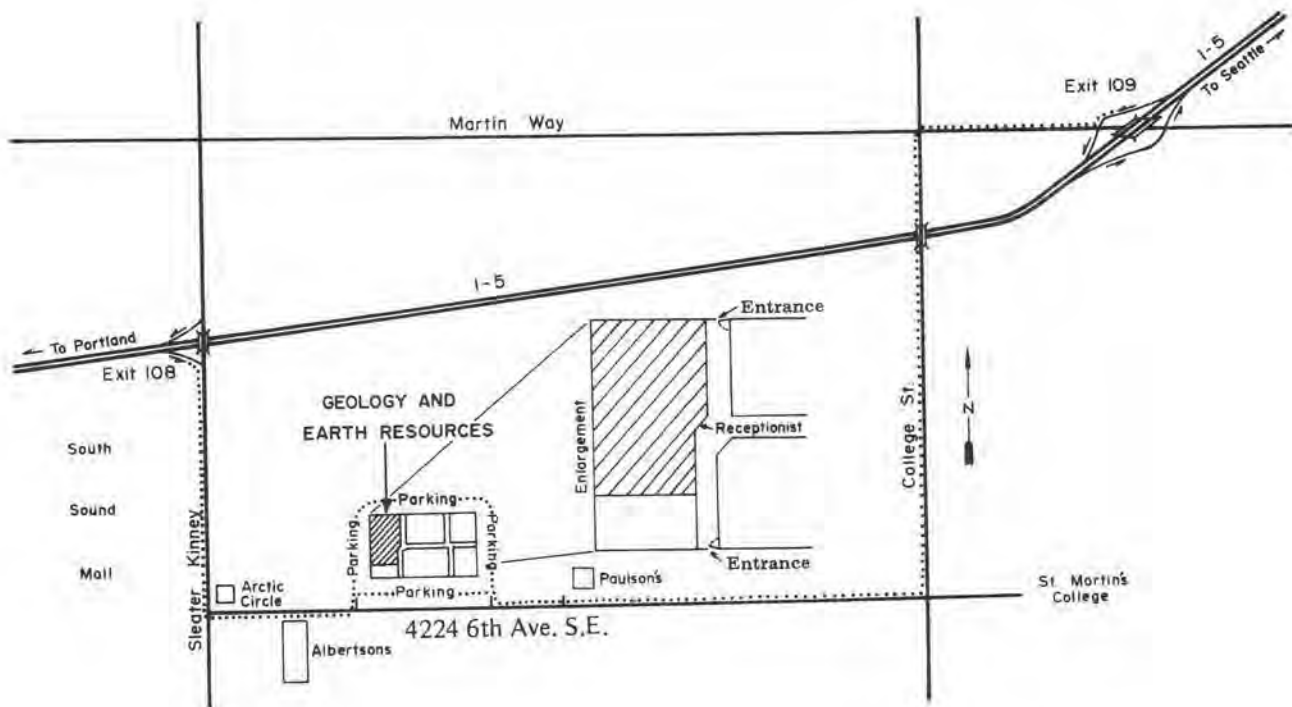 I-5
To Seattle
Exit 109
Martin Way
I-5
Entrance
To Portland
Exit 108
GEOLOGY AND
EARTH RESOURCES
Enlargement
Receptionist
College St.
N
South
Sound
Mall
Sleater Kinney
Parking
Parking
Parking
Parking
Entrance
Paulson's
Arctic
Circle
St. Martin's
College
4224 6th Ave. S.E.
Albertsons